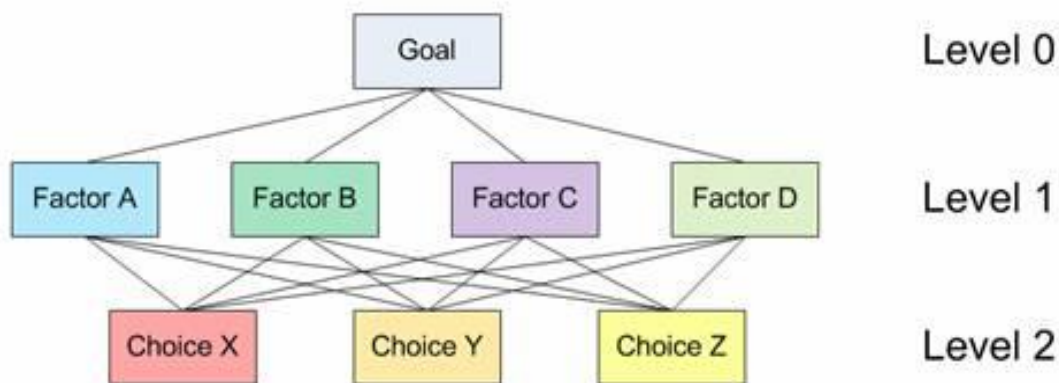 Goal
Level 0
Factor A
Factor B
Factor C
Factor D
Level 1
Choice X
Choice Y
Choice Z
Level 2